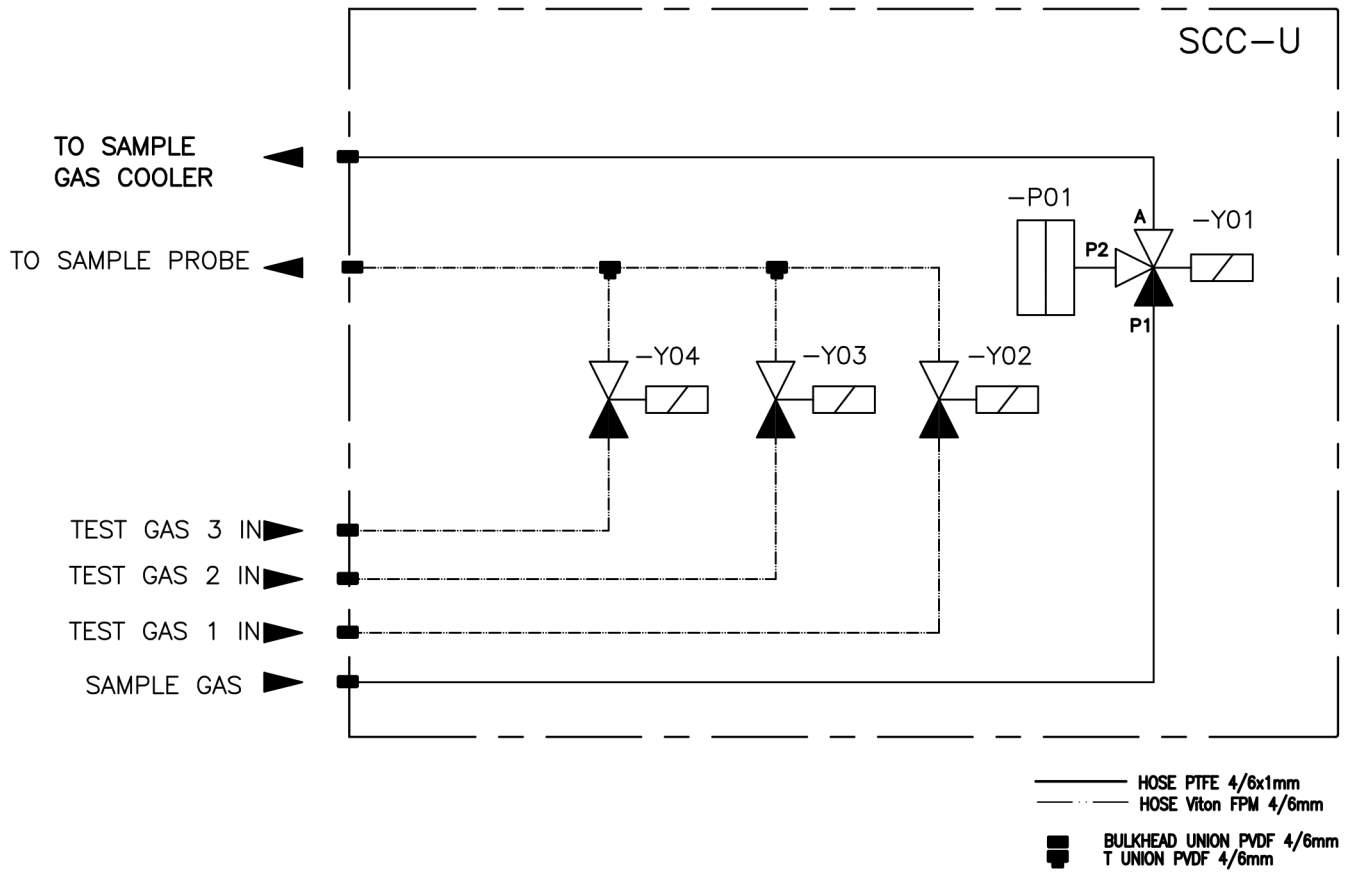 SCC-U
TO SAMPLE
GAS COOLER
-P01
A
-Y01
P2
TO SAMPLE PROBE
P1
-Y04
-Y03
-Y02
TEST GAS 3 IN
TEST GAS 2 IN
TEST GAS 1 IN
SAMPLE GAS
HOSE PTFE 4/6x1mm
HOSE Viton FPM 4/6mm
BULKHEAD UNION PVDF 4/6mm
T UNION PVDF 4/6mm